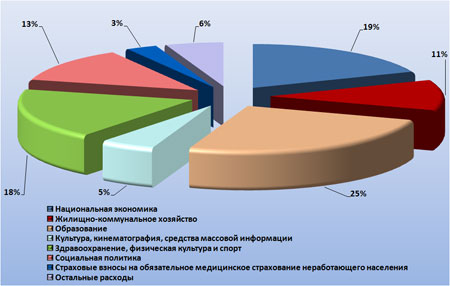 3%
6%
13%
19%
11%
18%
5%
25%
Национальная экономика
Жилищно-коммунальное хозяйство
Образование
Культура, кинематография, средства массовой информации
Здравоохранение, физическая культура и спорт
Социальная политика
Страховые взносы на обязательное медицинское страхование неработающего населения
Остальные расходы